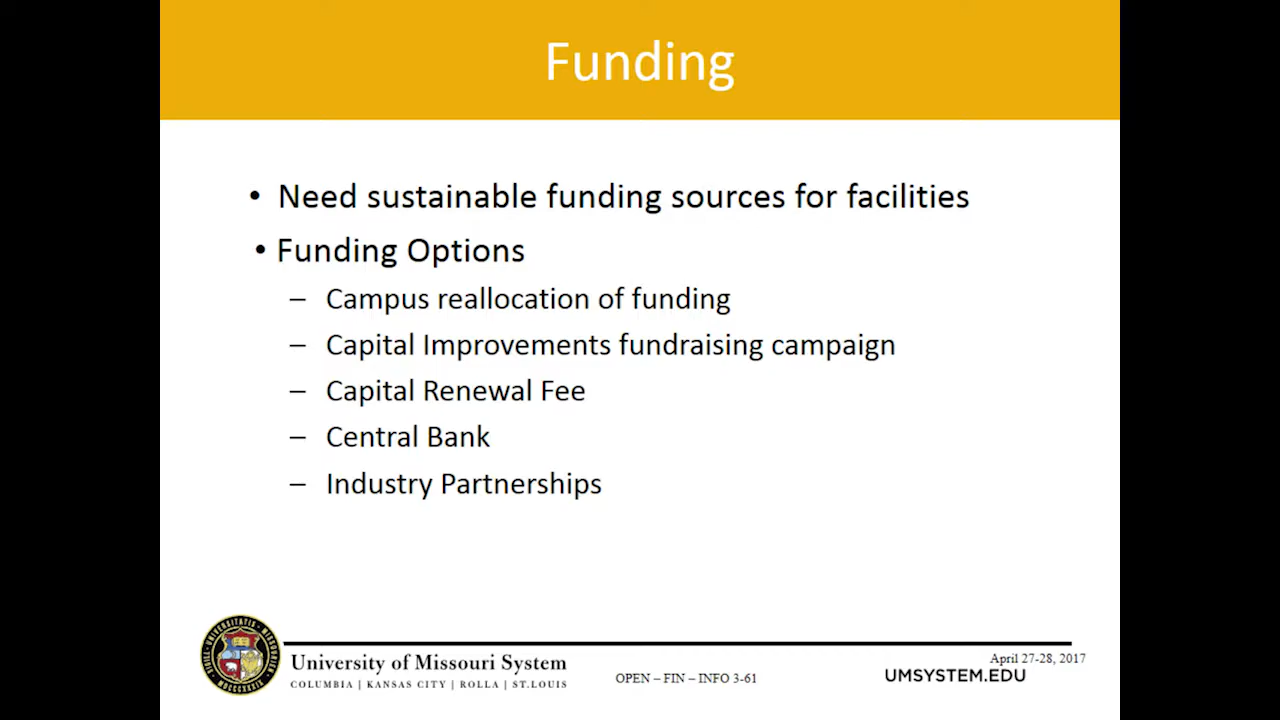 Funding
• Need sustainable funding sources for facilities
• Funding Options
– Campus reallocation of funding
– Capital Improvements fundraising campaign
– Capital Renewal Fee
– Central Bank
– Industry Partnerships
University of Missouri System
COLUMBIA | KANSAS CITY | ROLLA | ST.LOUIS
OPEN – FIN – INFO 3-61
April 27-28, 2017
UMSYSTEM.EDU